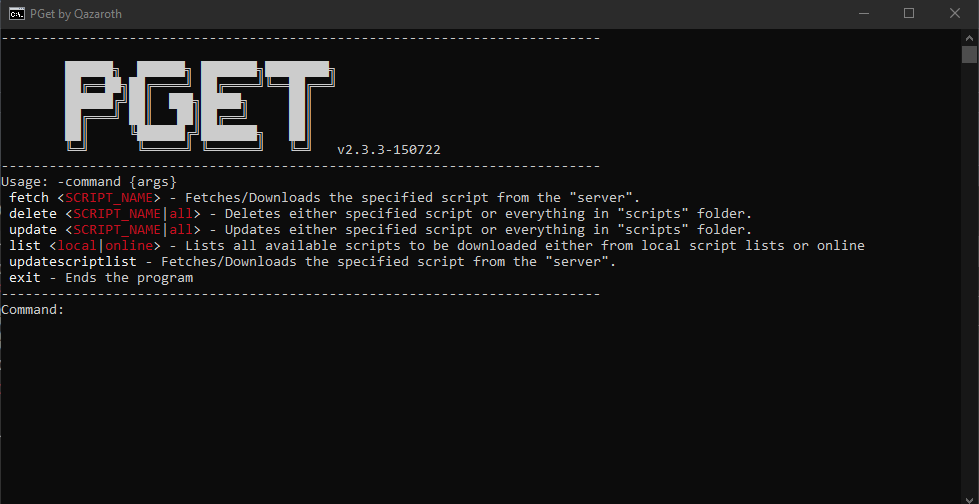 PGet by Qazaroth
---------------------------------------------------------------------------
PGET
v2.3.3-150722
---------------------------------------------------------------------------
Usage: -command {args}
fetch <SCRIPT_NAME> - Fetches/Downloads the specified script from the "server".
delete <SCRIPT_NAME|all> - Deletes either specified script or everything in "scripts" folder.
update <SCRIPT_NAME|all> - Updates either specified script or everything in "scripts" folder.
list <local|online> - Lists all available scripts to be downloaded either from local script lists or online
updatescriptlist - Fetches/Downloads the specified script from the "server".
exit - Ends the program
---------------------------------------------------------------------------
Command: